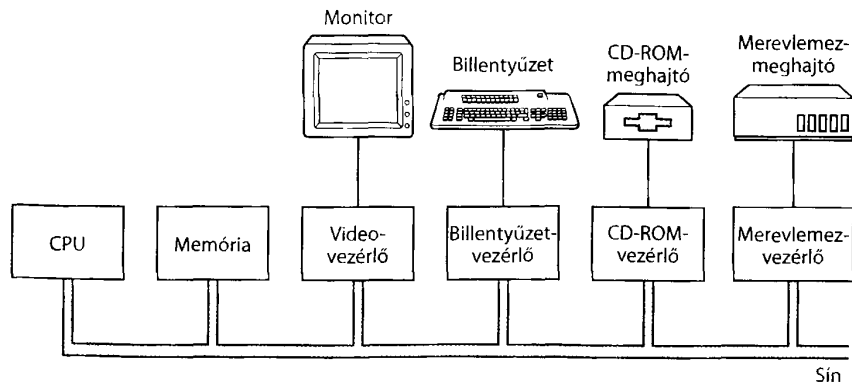 Monitor
Billentyűzet
CD-ROM-
meghajtó
Merevlemez-
meghajtó
CPU
Memória
Video-
vezérlő
Billentyűzet-
vezérlő
CD-ROM-
vezérlő
Merevlemez-
vezérlő
Sín